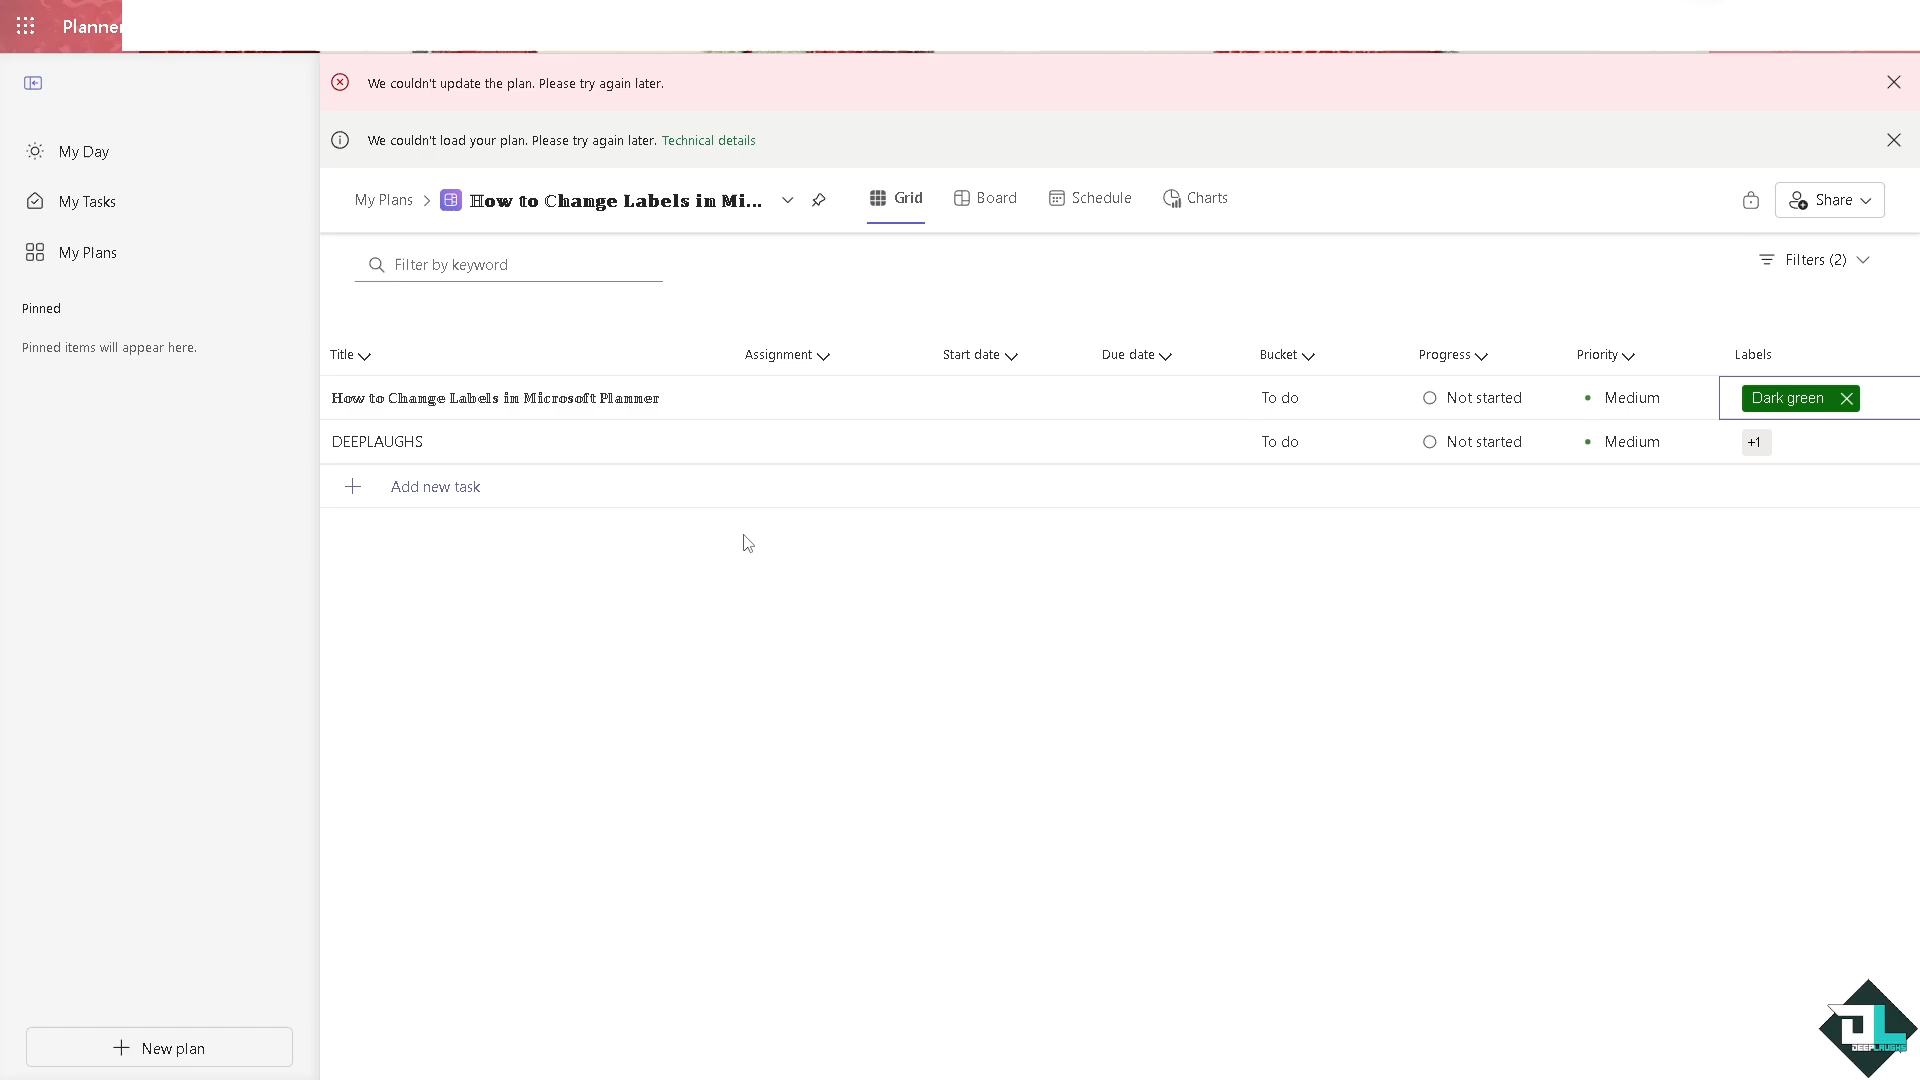 Planner
We couldn't update the plan. Please try again later.
We couldn't load your plan. Please try again later. Technical details
My Day
My Tasks
My Plans
Pinned
Pinned items will appear here.
New plan
My Plans > How to Change Labels in Mi...
Grid
Board
Schedule
Charts
Share
Filter by keyword
Filters (2)
Title Assignment Start date Due date Bucket Progress Priority Labels
How to Change Labels in Microsoft Planner To do Not started Medium Dark green
DEEPLAUGHS To do Not started Medium +1
Add new task
DL
DEEPLAUGHS